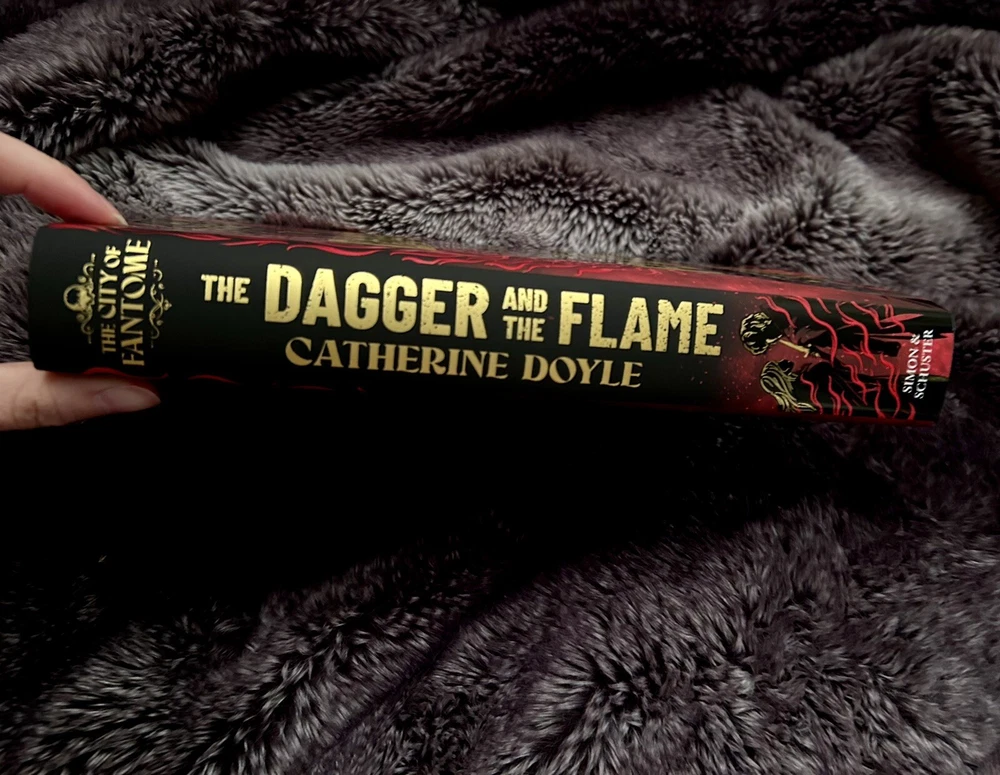 THE CITY OF
FANTOME
THE DAGGER AND THE FLAME
CATHERINE DOYLE
SIMON &
SCHUSTER